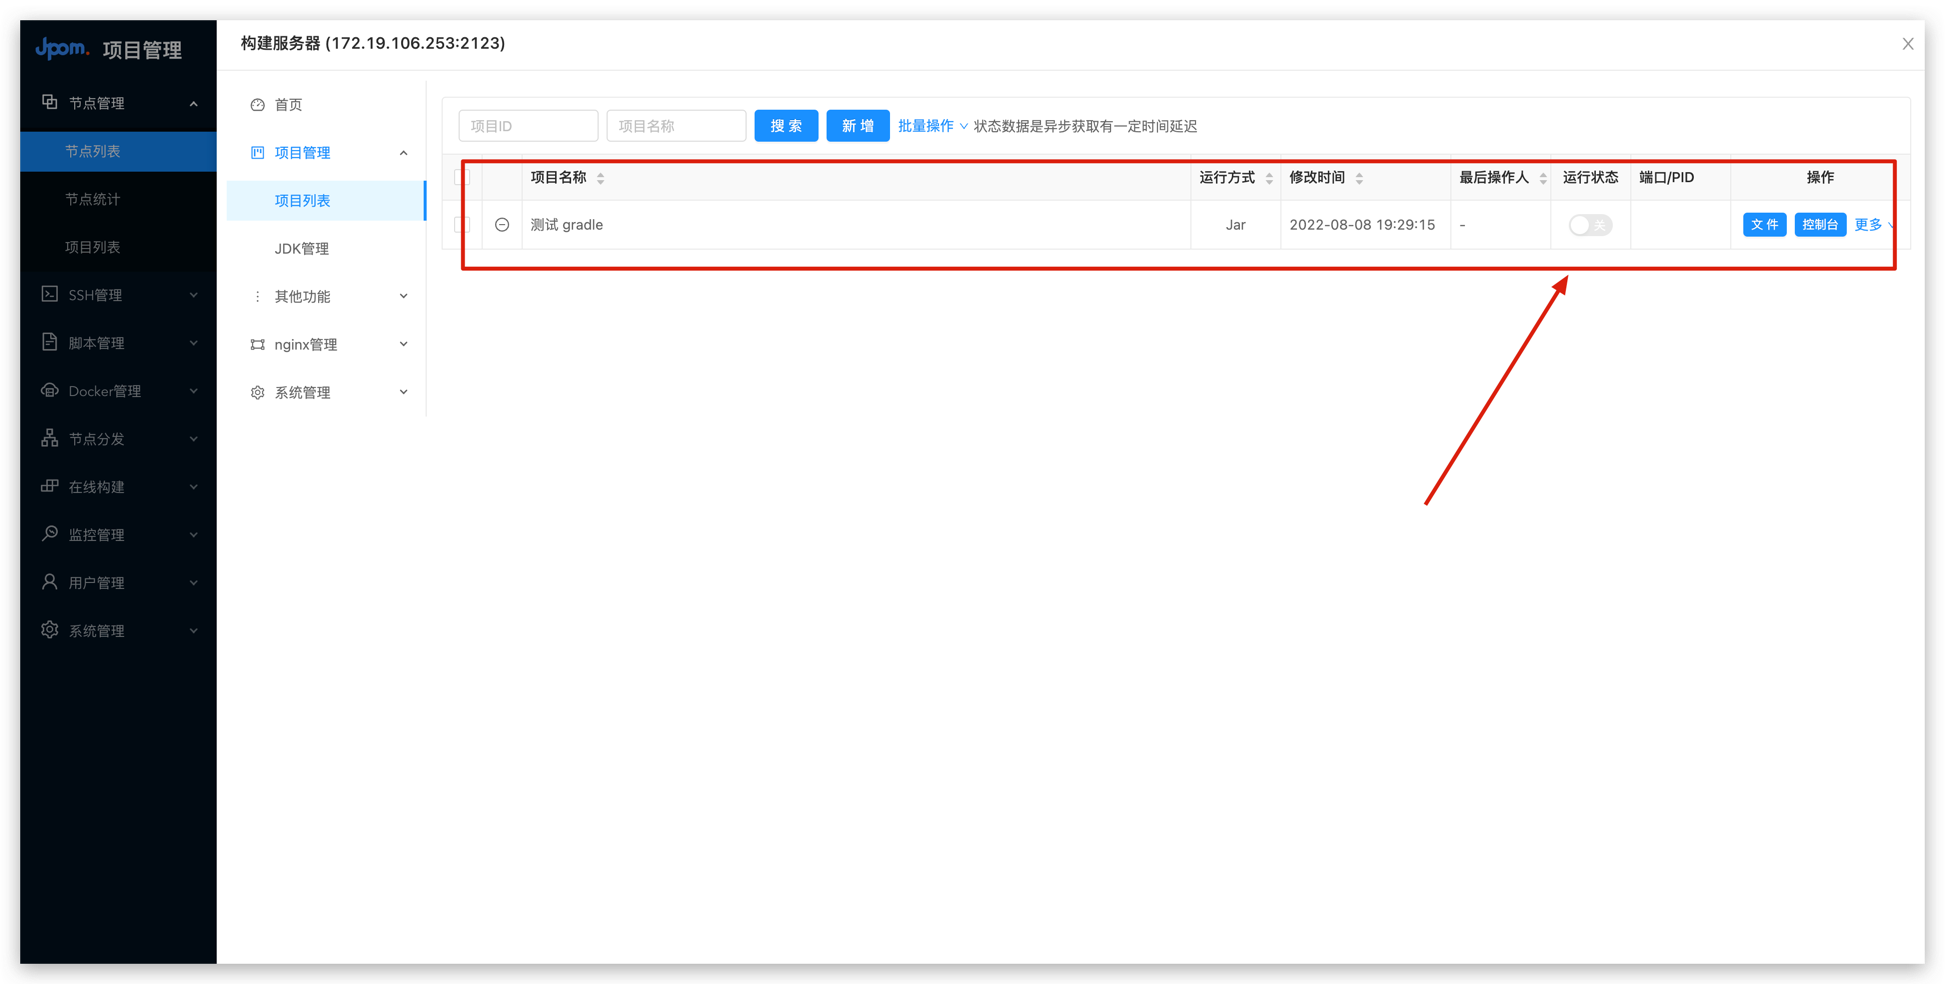 Jpom. 项目管理
构建服务器 (172.19.106.253:2123)
节点管理
节点列表
节点统计
项目列表
SSH管理
脚本管理
Docker管理
节点分发
在线构建
监控管理
用户管理
系统管理
首页
项目管理
项目列表
JDK管理
其他功能
nginx管理
系统管理
项目ID 项目名称 搜 索 新 增 批量操作 状态数据是异步获取有一定时间延迟
项目名称 运行方式 修改时间 最后操作人 运行状态 端口/PID 操作
测试 gradle Jar 2022-08-08 19:29:15 - 关 文 件 控制台 更多